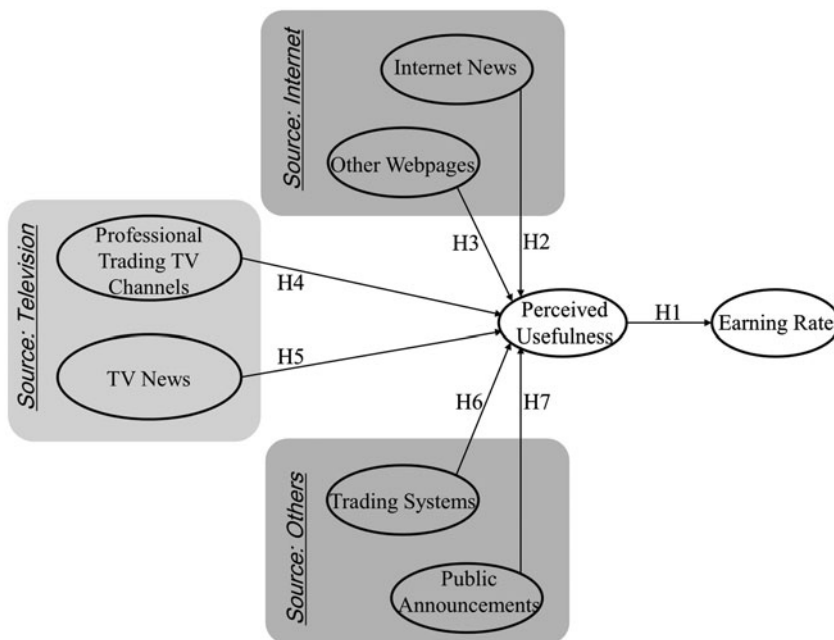 Source: Internet
Internet News
Other Webpages
H3
H2
Source: Television
Professional
Trading TV
Channels
H4
TV News
H5
Perceived
Usefulness
H1
Earning Rate
H6
H7
Source: Others
Trading Systems
Public
Announcements